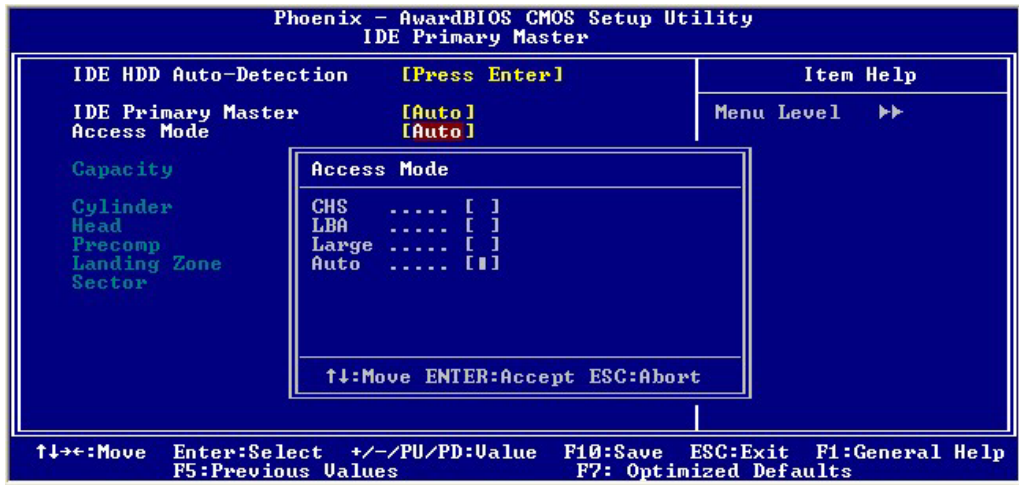 Phoenix - AwardBIOS CMOS Setup Utility
IDE Primary Master
IDE HDD Auto-Detection [Press Enter]
Item Help
IDE Primary Master [Auto]
Menu Level ►►
Access Mode [Auto]
Capacity
Access Mode
Cylinder
Head
Precomp
Landing Zone
Sector
CHS ..... [ ]
LBA ..... [ ]
Large ..... [ ]
Auto ..... [■]
↑↓:Move ENTER:Accept ESC:Abort
↑↓→←:Move Enter:Select +/-/PU/PD:Value F10:Save ESC:Exit F1:General Help
F5:Previous Values F7: Optimized Defaults